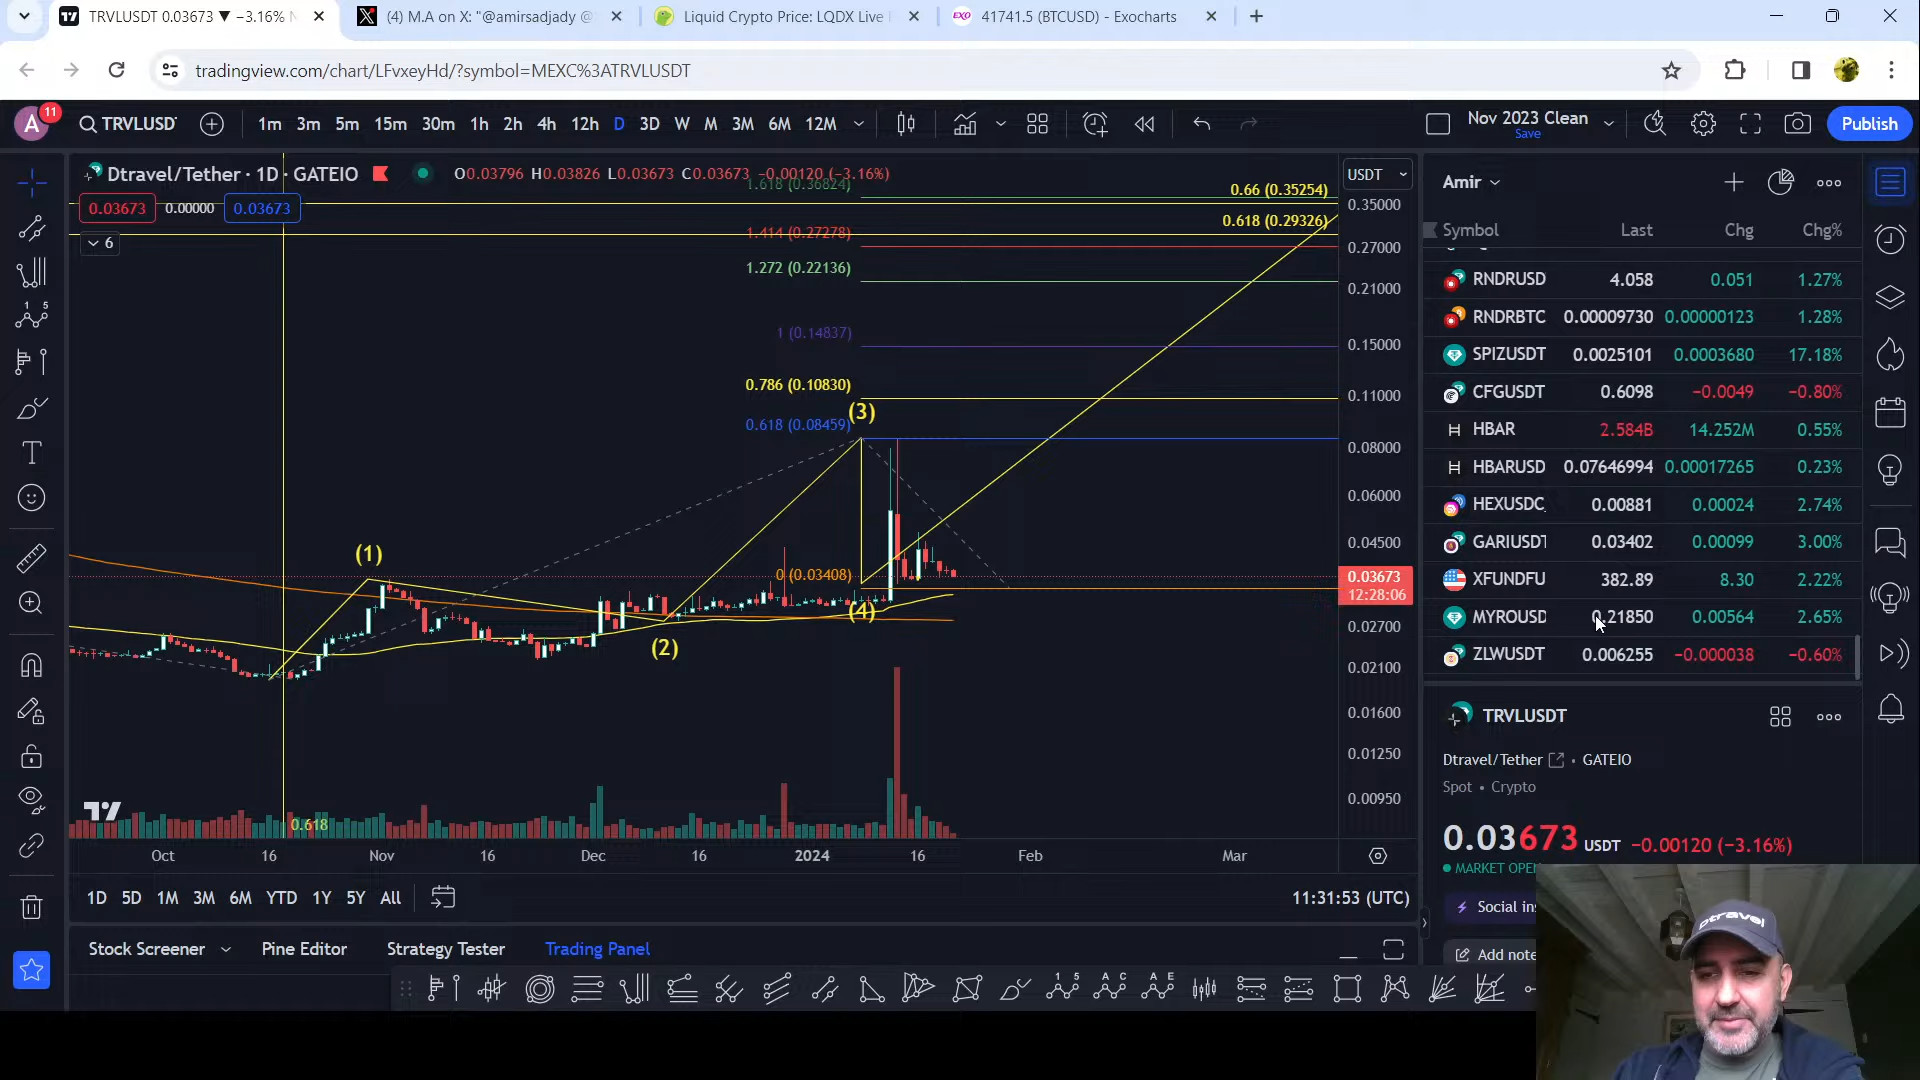 TRVLUSDT 0.03673 ▼ −3.16%
(4) M.A on X: "@amirsadjady @
Liquid Crypto Price: LQDX Live
EXO 41741.5 (BTCUSD) - Exocharts
tradingview.com/chart/LFvxeyHd/?symbol=MEXC%3ATRVLUSDT
A 11
TRVLUSD
1m 3m 5m 15m 30m 1h 2h 4h 12h D 3D W M 3M 6M 12M
Nov 2023 Clean
Save
Publish
Dtravel/Tether · 1D · GATEIO
O0.03796 H0.03826 L0.03673 C0.03673 −0.00120 (−3.16%)
0.03673 0.00000 0.03673
6
1.618 (0.36824)
0.66 (0.35254)
0.618 (0.29326)
1.414 (0.27278)
1.272 (0.22136)
1 (0.14837)
0.786 (0.10830)
(3)
0.618 (0.08459)
(1)
0 (0.03408)
(4)
(2)
0.618
USDT
0.35000
0.27000
0.21000
0.15000
0.11000
0.08000
0.06000
0.04500
0.03673
12:28:06
0.02700
0.02100
0.01600
0.01250
0.00950
Oct 16 Nov 16 Dec 16 2024 16 Feb Mar
1D 5D 1M 3M 6M YTD 1Y 5Y All
11:31:53 (UTC)
Stock Screener Pine Editor Strategy Tester Trading Panel
Amir
Symbol Last Chg Chg%
RNDRUSD 4.058 0.051 1.27%
RNDRBTC 0.00009730 0.00000123 1.28%
SPIZUSDT 0.0025101 0.0003680 17.18%
CFGUSDT 0.6098 −0.0049 −0.80%
HBAR 2.584B 14.252M 0.55%
HBARUSD 0.07646994 0.00017265 0.23%
HEXUSDC 0.00881 0.00024 2.74%
GARIUSDT 0.03402 0.00099 3.00%
XFUNDFU 382.89 8.30 2.22%
MYROUSD 0.21850 0.00564 2.65%
ZLWUSDT 0.006255 −0.000038 −0.60%
TRVLUSDT
Dtravel/Tether · GATEIO
Spot • Crypto
0.03673 USDT −0.00120 (−3.16%)
MARKET OPEN
Social ins
Add note
dtravel